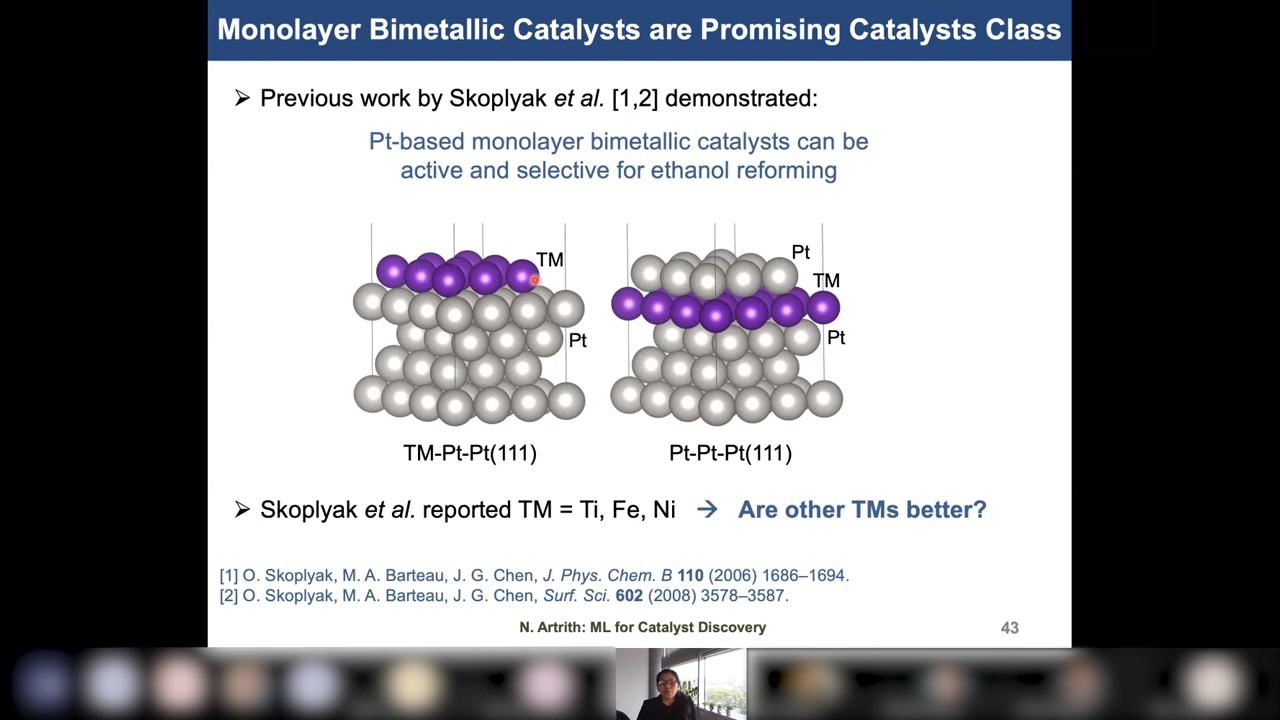 Monolayer Bimetallic Catalysts are Promising Catalysts Class
➢ Previous work by Skoplyak et al. [1,2] demonstrated:
Pt-based monolayer bimetallic catalysts can be
active and selective for ethanol reforming
TM
Pt
TM-Pt-Pt(111)
Pt
TM
Pt
Pt-Pt-Pt(111)
➢ Skoplyak et al. reported TM = Ti, Fe, Ni → Are other TMs better?
[1] O. Skoplyak, M. A. Barteau, J. G. Chen, J. Phys. Chem. B 110 (2006) 1686–1694.
[2] O. Skoplyak, M. A. Barteau, J. G. Chen, Surf. Sci. 602 (2008) 3578–3587.
N. Artrith: ML for Catalyst Discovery
43